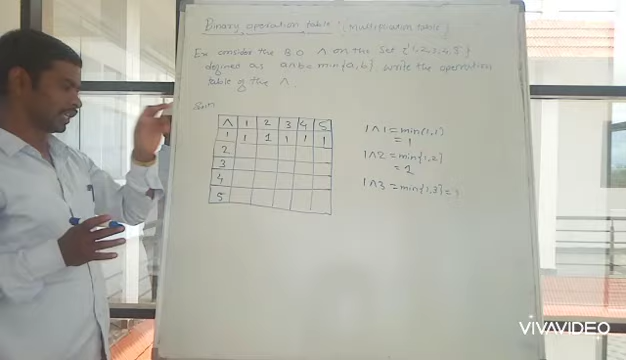 Binary operation table : [Multiplication table]
Ex consider the B O ∧ on the set {1,2,3,4,5}
defined as a∧b = min{a,b} write the operation
table of the ∧.
Soln
∧ 1 2 3 4 5
1 1 1 1 1 1
2
3
4
5
1∧1 = min(1,1)
= 1
1∧2 = min{1,2}
1∧3 = min{1,3} =
VIVAVIDEO